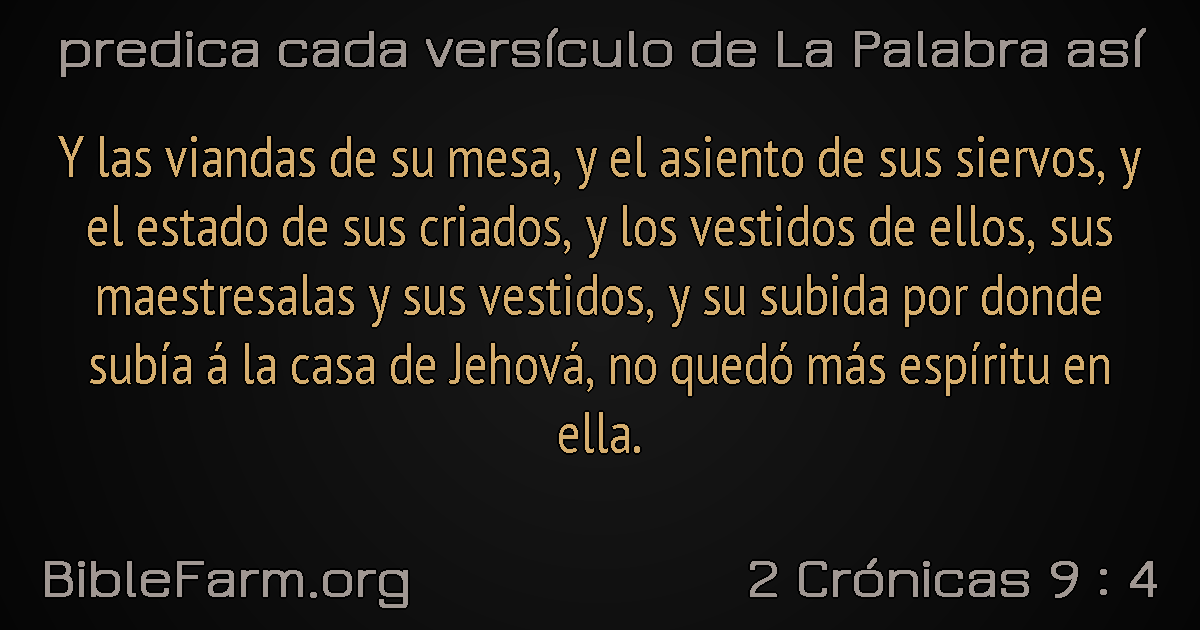 predica cada versículo de La Palabra así
Y las viandas de su mesa, y el asiento de sus siervos, y
el estado de sus criados, y los vestidos de ellos, sus
maestresalas y sus vestidos, y su subida por donde
subía á la casa de Jehová, no quedó más espíritu en
ella.
BibleFarm.org
2 Crónicas 9 : 4